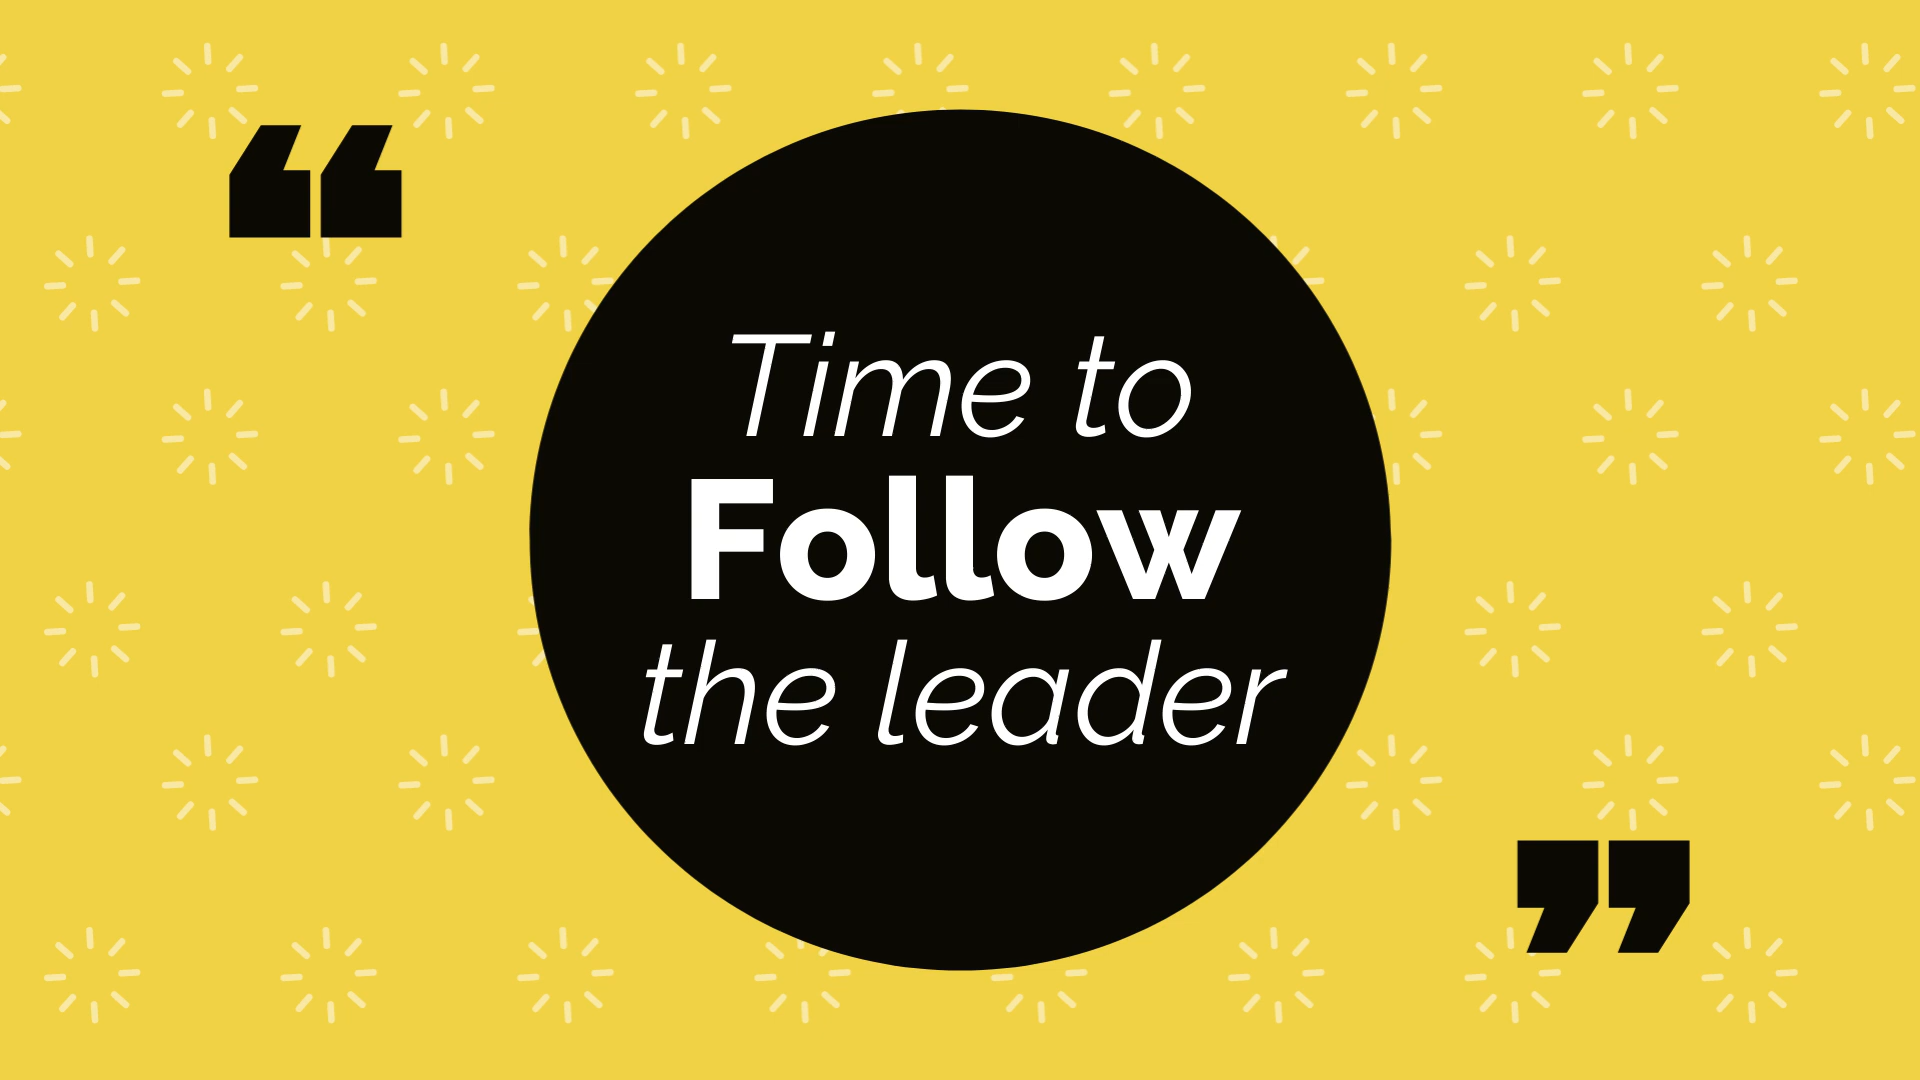 “
Time to
Follow
the leader
”